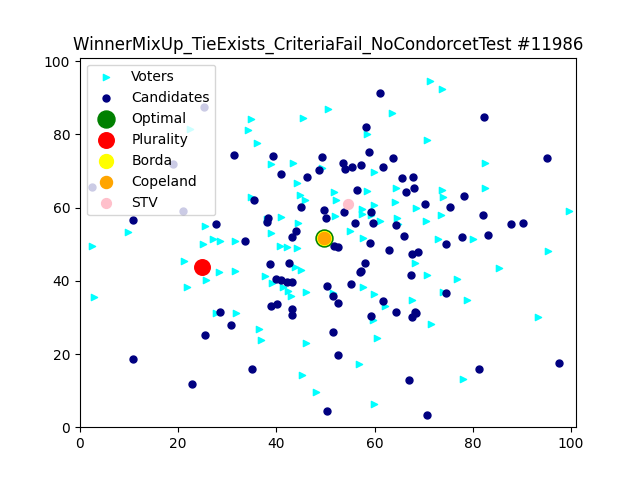 WinnerMixUp_TieExists_CriteriaFail_NoCondorcetTest #11986
100
80
60
40
20
0
Voters
Candidates
Optimal
Plurality
Borda
Copeland
STV
0 20 40 60 80 100